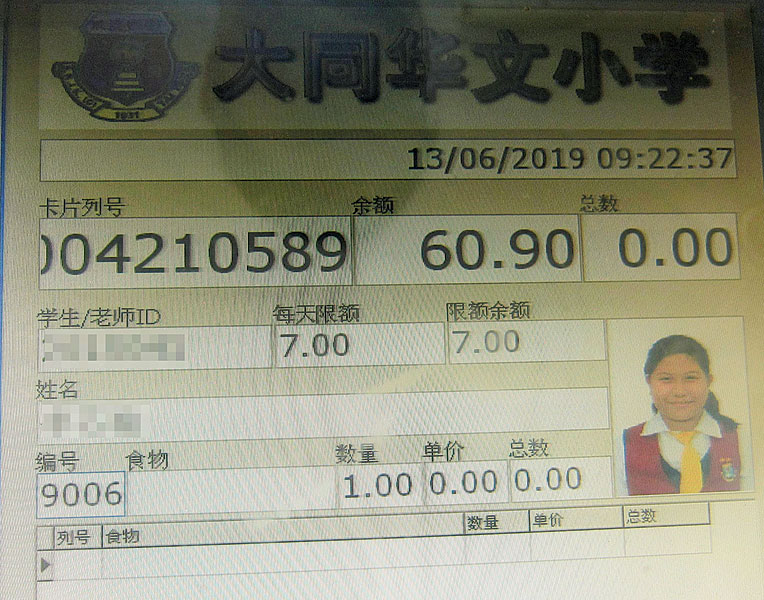 大同华文小学
1931
13/06/2019 09:22:37
卡片列号 余额 总数
004210589 60.90 0.00
学生/老师ID 每天限额 限额余额
7.00 7.00
姓名
编号 食物 数量 单价 总数
9006 1.00 0.00 0.00
列号 食物 数量 单价 总数